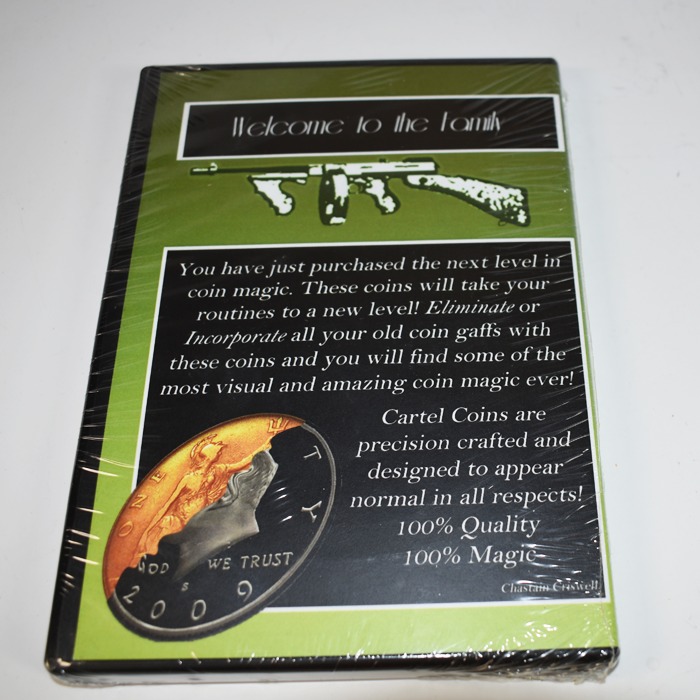 Welcome to the Family
You have just purchased the next level in
coin magic. These coins will take your
routines to a new level! Eliminate or
Incorporate all your old coin gaffs with
these coins and you will find some of the
most visual and amazing coin magic ever!
Cartel Coins are
precision crafted and
designed to appear
normal in all respects!
100% Quality
100% Magic
Chastain Criswell
ONE
E T Y
GOD WE TRUST
S
2009